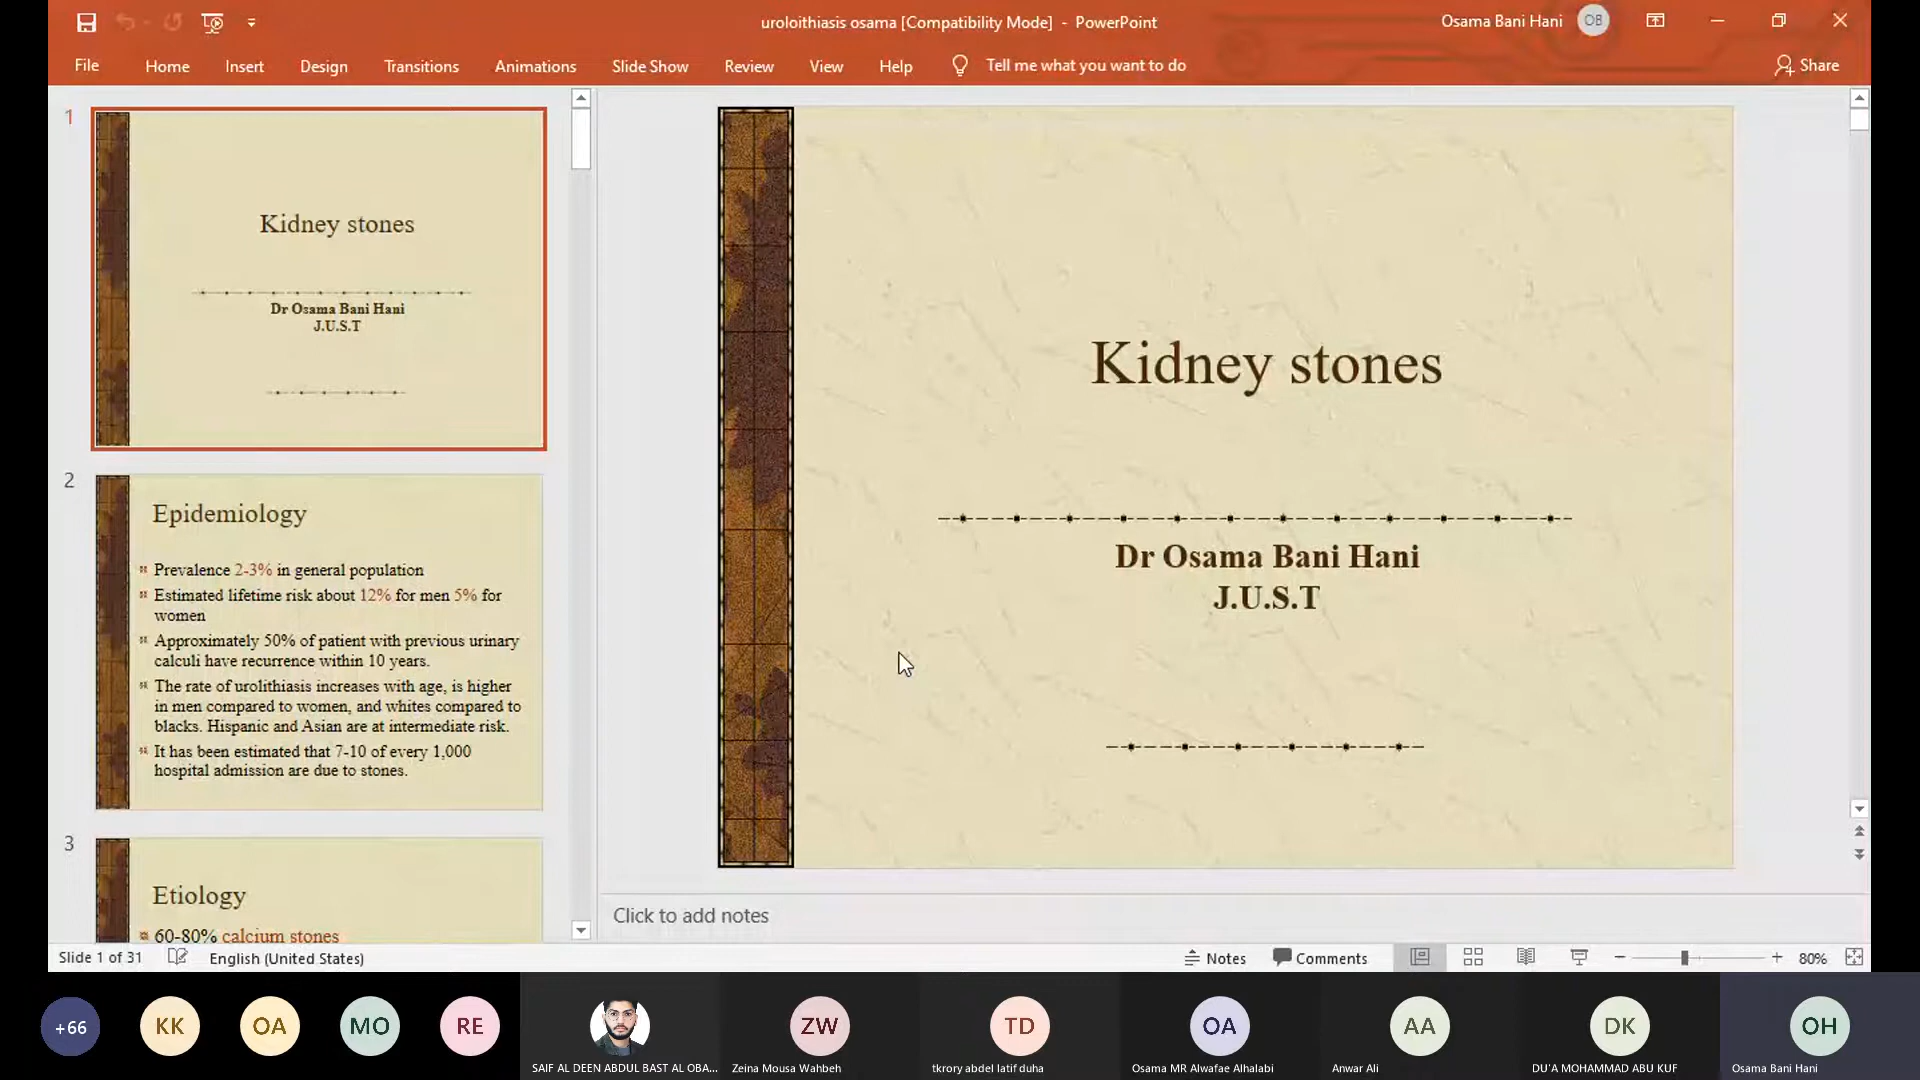 uroloithiasis osama [Compatibility Mode] - PowerPoint
Osama Bani Hani OB
File Home Insert Design Transitions Animations Slide Show Review View Help Tell me what you want to do Share
1
Kidney stones
Dr Osama Bani Hani
J.U.S.T
2
Epidemiology
Prevalence 2-3% in general population
Estimated lifetime risk about 12% for men 5% for
women
Approximately 50% of patient with previous urinary
calculi have recurrence within 10 years.
The rate of urolithiasis increases with age, is higher
in men compared to women, and whites compared to
blacks. Hispanic and Asian are at intermediate risk.
It has been estimated that 7-10 of every 1,000
hospital admission are due to stones.
3
Etiology
60-80% calcium stones
Kidney stones
Dr Osama Bani Hani
J.U.S.T
Click to add notes
Slide 1 of 31 English (United States) Notes Comments 80%
+66 KK OA MO RE ZW TD OA AA DK OH
SAIF AL DEEN ABDUL BAST AL OBA... Zeina Mousa Wahbeh tkrory abdel latif duha Osama MR Alwafae Alhalabi Anwar Ali DU'A MOHAMMAD ABU KUF Osama Bani Hani